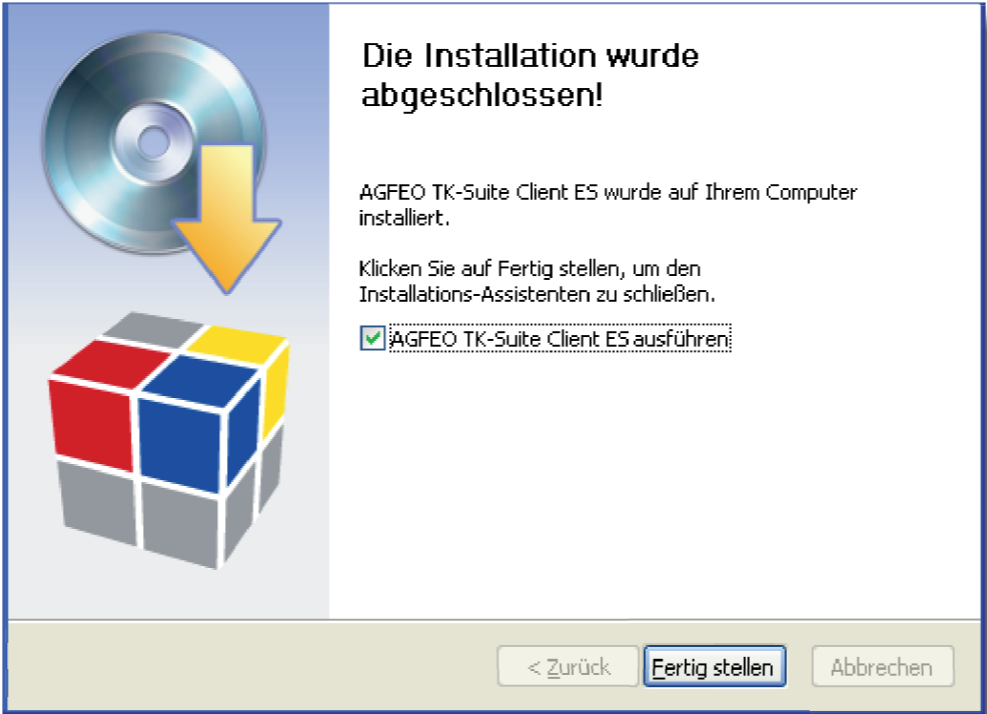 Die Installation wurde
abgeschlossen!
AGFEO TK-Suite Client ES wurde auf Ihrem Computer
installiert.
Klicken Sie auf Fertig stellen, um den
Installations-Assistenten zu schließen.
AGFEO TK-Suite Client ES ausführen
< Zurück
Fertig stellen
Abbrechen